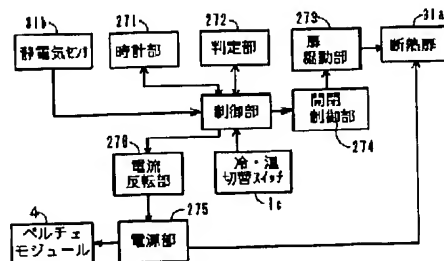 31b
271
272
273
31a
静電気センサ
時計部
判定部
扉
駆動部
断熱扉
制御部
開閉
制御部
274
276
電流
反転部
冷・温
切替スイッチ
1c
4
ペルチェ
モジュール
電源部
275